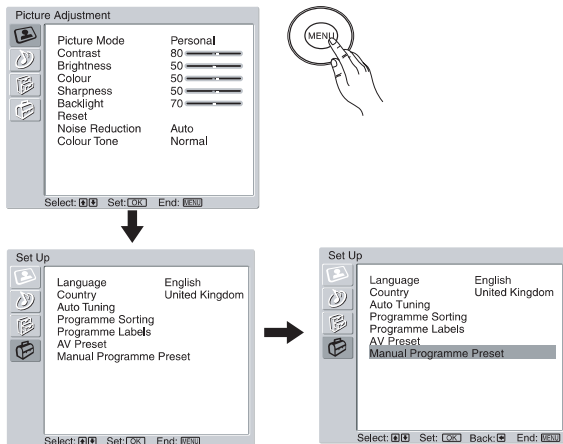 Picture Adjustment
Picture Mode Personal
Contrast 80
Brightness 50
Colour 50
Sharpness 50
Backlight 70
Reset
Noise Reduction Auto
Colour Tone Normal
Select: Set: OK End: MENU
MENU
Set Up
Language English
Country United Kingdom
Auto Tuning
Programme Sorting
Programme Labels
AV Preset
Manual Programme Preset
Select: Set: OK End: MENU
Set Up
Language English
Country United Kingdom
Auto Tuning
Programme Sorting
Programme Labels
AV Preset
Manual Programme Preset
Select: Set: OK Back: End: MENU